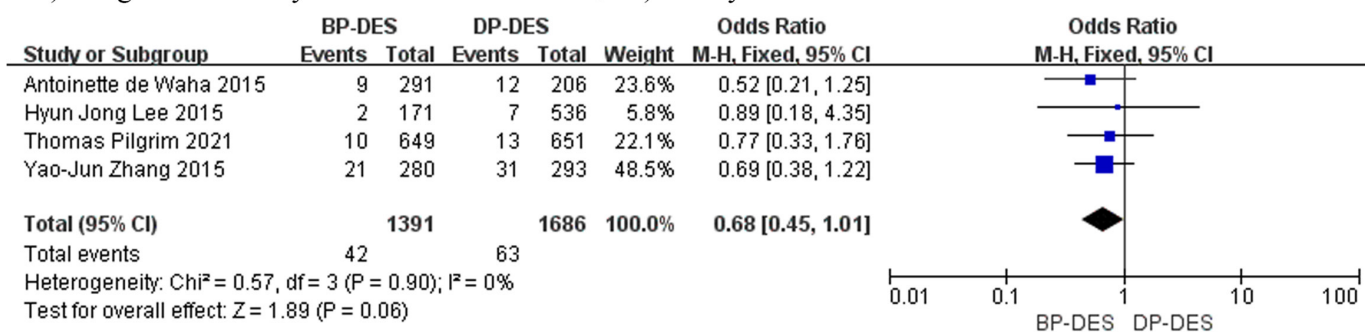 BP-DES DP-DES Odds Ratio Odds Ratio
Study or Subgroup Events Total Events Total Weight M-H, Fixed, 95% CI M-H, Fixed, 95% CI
Antoinette de Waha 2015 9 291 12 206 23.6% 0.52 [0.21, 1.25]
Hyun Jong Lee 2015 2 171 7 536 5.8% 0.89 [0.18, 4.35]
Thomas Pilgrim 2021 10 649 13 651 22.1% 0.77 [0.33, 1.76]
Yao-Jun Zhang 2015 21 280 31 293 48.5% 0.69 [0.38, 1.22]
Total (95% CI) 1391 1686 100.0% 0.68 [0.45, 1.01]
Total events 42 63
Heterogeneity: Chi² = 0.57, df = 3 (P = 0.90); I² = 0%
Test for overall effect: Z = 1.89 (P = 0.06)
0.01 0.1 1 10 100
BP-DES DP-DES